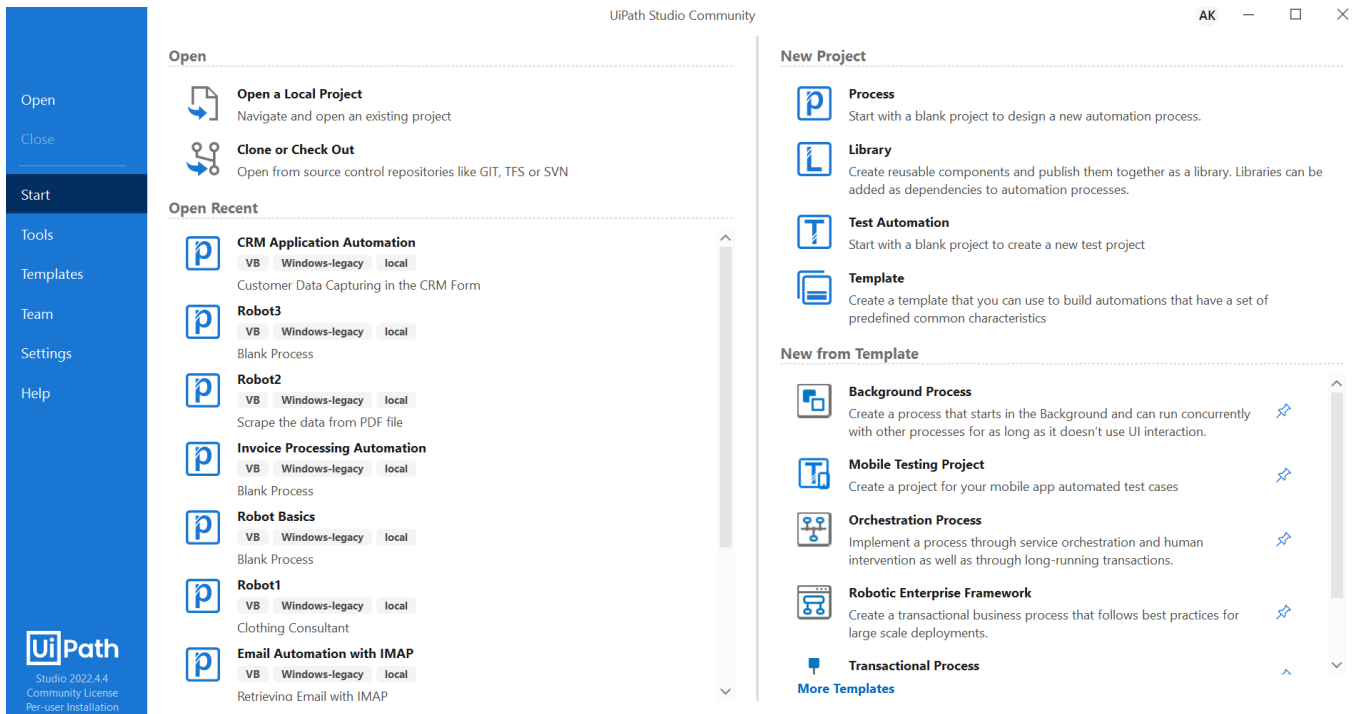 UiPath Studio Community
AK
Open
Close
Start
Tools
Templates
Team
Settings
Help
UiPath
Studio 2022.4.4
Community License
Per-user Installation
Open
Open a Local Project
Navigate and open an existing project
Clone or Check Out
Open from source control repositories like GIT, TFS or SVN
Open Recent
CRM Application Automation
VB Windows-legacy local
Customer Data Capturing in the CRM Form
Robot3
VB Windows-legacy local
Blank Process
Robot2
VB Windows-legacy local
Scrape the data from PDF file
Invoice Processing Automation
VB Windows-legacy local
Blank Process
Robot Basics
VB Windows-legacy local
Blank Process
Robot1
VB Windows-legacy local
Clothing Consultant
Email Automation with IMAP
VB Windows-legacy local
Retrieving Email with IMAP
New Project
Process
Start with a blank project to design a new automation process.
Library
Create reusable components and publish them together as a library. Libraries can be
added as dependencies to automation processes.
Test Automation
Start with a blank project to create a new test project
Template
Create a template that you can use to build automations that have a set of
predefined common characteristics
New from Template
Background Process
Create a process that starts in the Background and can run concurrently
with other processes for as long as it doesn't use UI interaction.
Mobile Testing Project
Create a project for your mobile app automated test cases
Orchestration Process
Implement a process through service orchestration and human
intervention as well as through long-running transactions.
Robotic Enterprise Framework
Create a transactional business process that follows best practices for
large scale deployments.
Transactional Process
More Templates